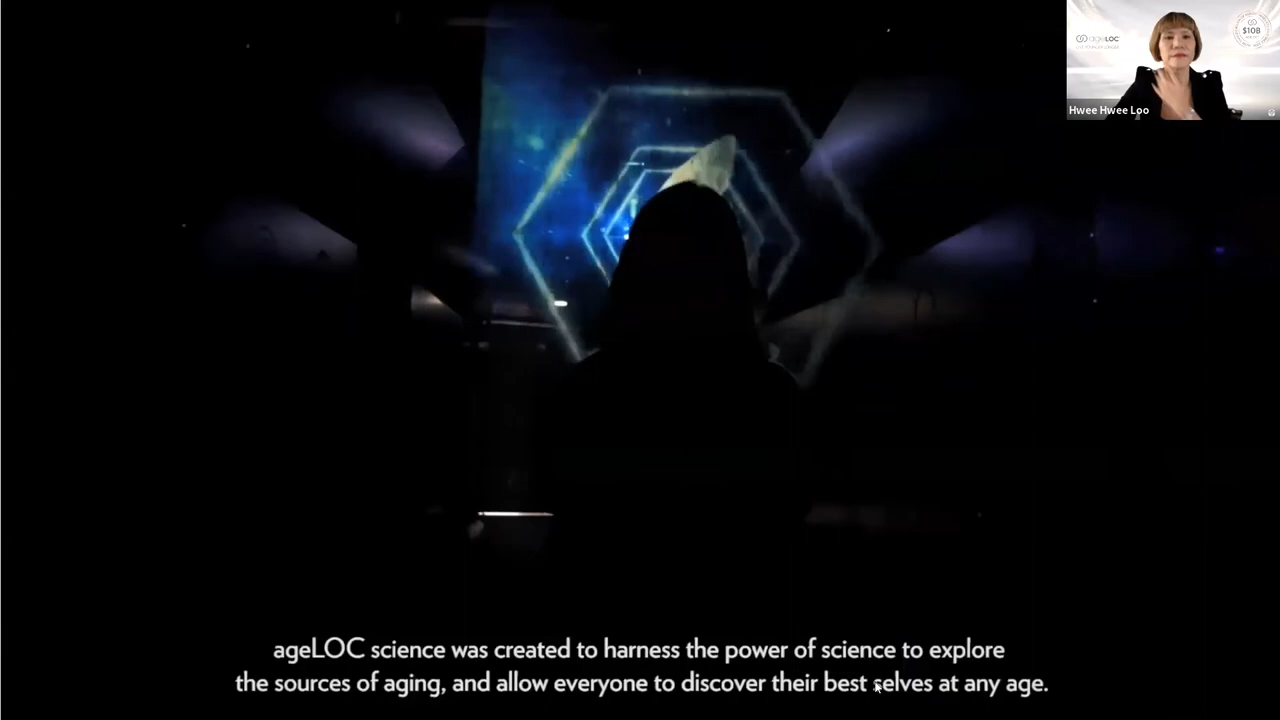 ageLOC
$10B
Hwee Hwee Loo
ageLOC science was created to harness the power of science to explore
the sources of aging, and allow everyone to discover their best selves at any age.